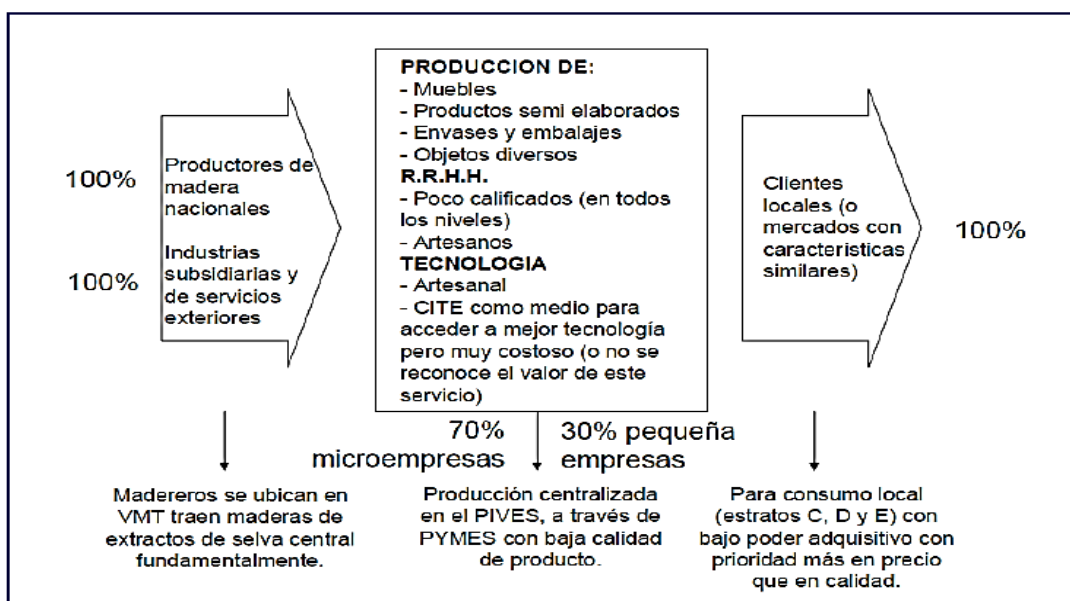 100%
Productores de
madera
nacionales
100%
Industrias
subsidiarias y
de servicios
exteriores
PRODUCCION DE:
- Muebles
- Productos semi elaborados
- Envases y embalajes
- Objetos diversos
R.R.H.H.
- Poco calificados (en todos
los niveles)
- Artesanos
TECNOLOGIA
- Artesanal
- CITE como medio para
acceder a mejor tecnología
pero muy costoso (o no se
reconoce el valor de este
servicio)
Clientes
locales (o
mercados con
características
similares)
100%
70%
microempresas
30% pequeña
empresas
Madereros se ubican en
VMT traen maderas de
extractos de selva central
fundamentalmente.
Producción centralizada
en el PIVES, a través de
PYMES con baja calidad
de producto.
Para consumo local
(estratos C, D y E) con
bajo poder adquisitivo con
prioridad más en precio
que en calidad.